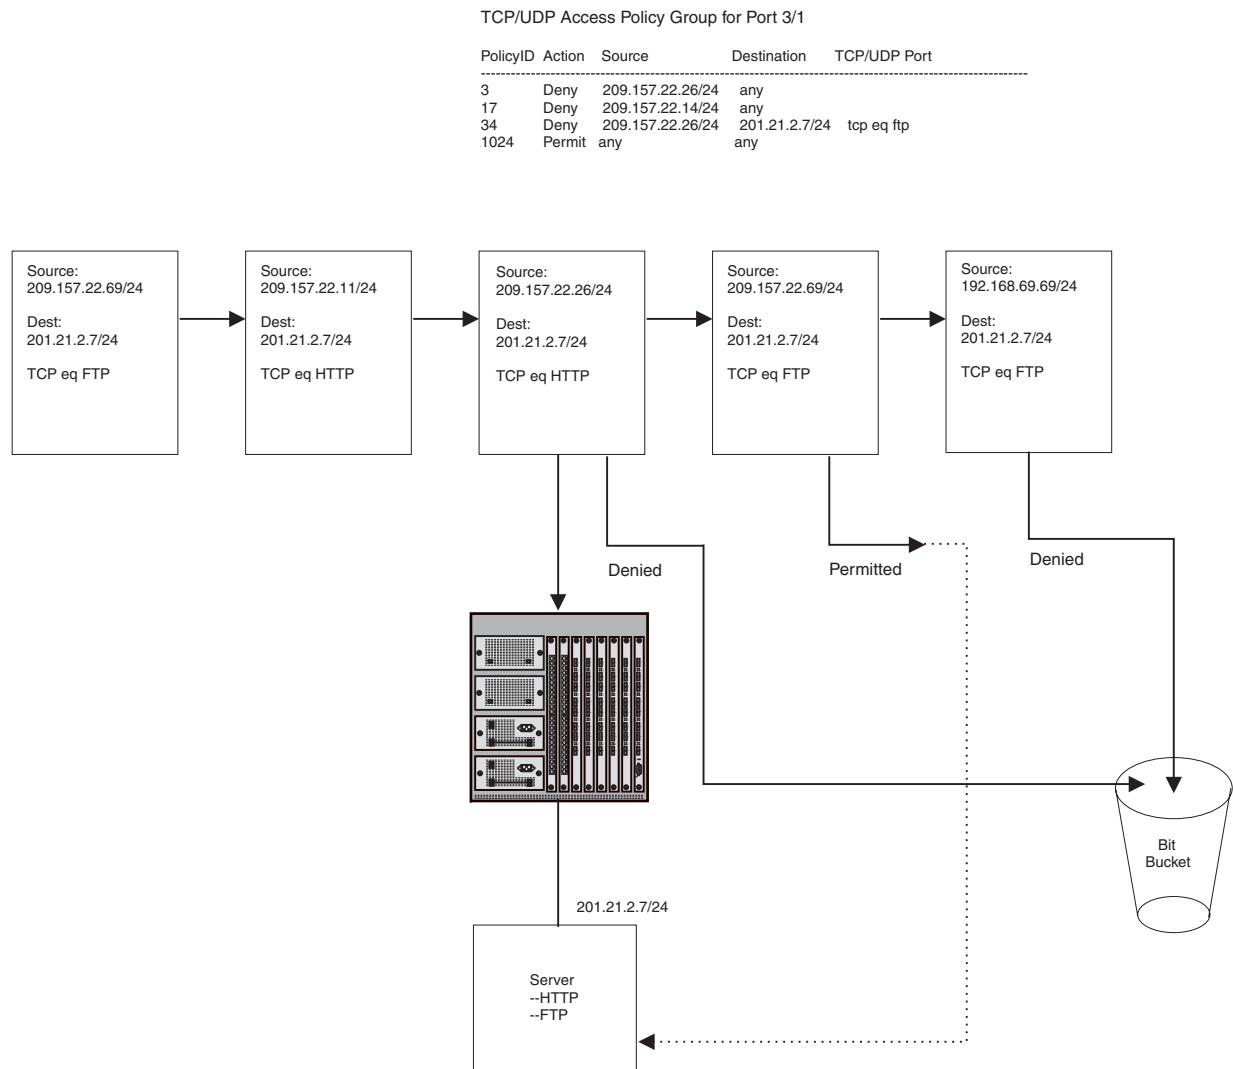 TCP/UDP Access Policy Group for Port 3/1
PolicyID Action Source Destination TCP/UDP Port
3 Deny 209.157.22.26/24 any
17 Deny 209.157.22.14/24 any
34 Deny 209.157.22.26/24 201.21.2.7/24 tcp eq ftp
1024 Permit any any
Source:
209.157.22.69/24
Dest:
201.21.2.7/24
TCP eq FTP
Source:
209.157.22.11/24
Dest:
201.21.2.7/24
TCP eq HTTP
Source:
209.157.22.26/24
Dest:
201.21.2.7/24
TCP eq HTTP
Source:
209.157.22.69/24
Dest:
201.21.2.7/24
TCP eq FTP
Source:
192.168.69.69/24
Dest:
201.21.2.7/24
TCP eq FTP
Denied
Permitted
Denied
Bit
Bucket
201.21.2.7/24
Server
--HTTP
--FTP